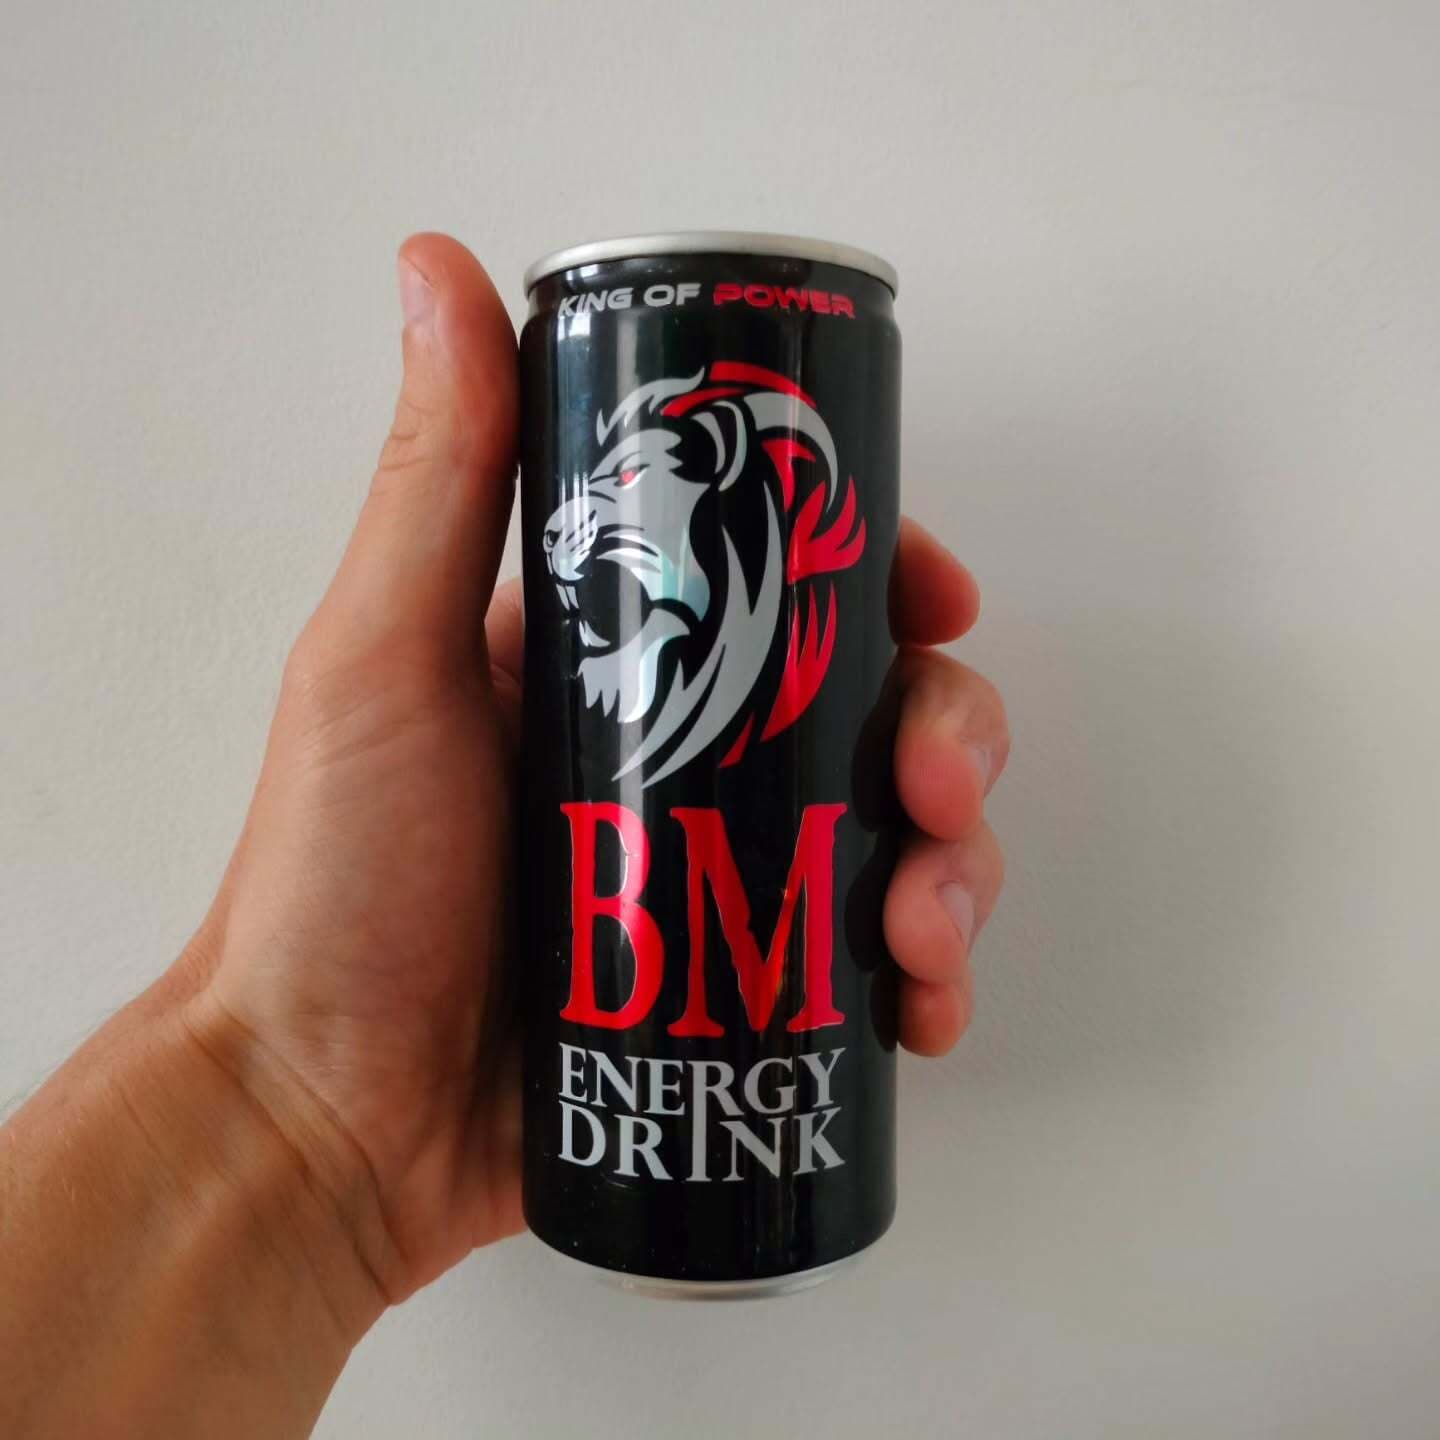 KING OF POWER
BM
ENERGY
DRINK